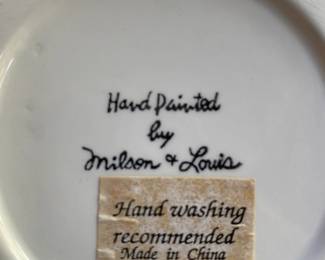 Hand Painted
by
Milson & Louis
Hand washing
recommended
Made in China